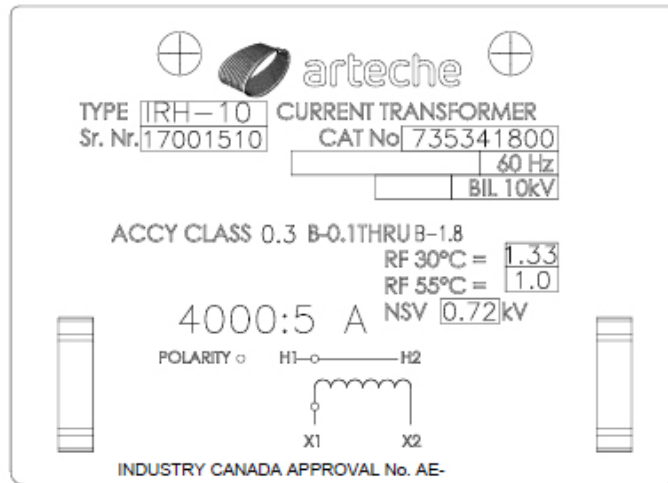 arteche
TYPE IRH-10 CURRENT TRANSFORMER
Sr. Nr. 17001510 CAT No 735341800
60 Hz
BIL 10kV
ACCY CLASS 0.3 B-0.1THRU B-1.8
RF 30°C = 1.33
RF 55°C = 1.0
4000:5 A NSV 0.72 kV
POLARITY ○ H1 H2
X1 X2
INDUSTRY CANADA APPROVAL No. AE-